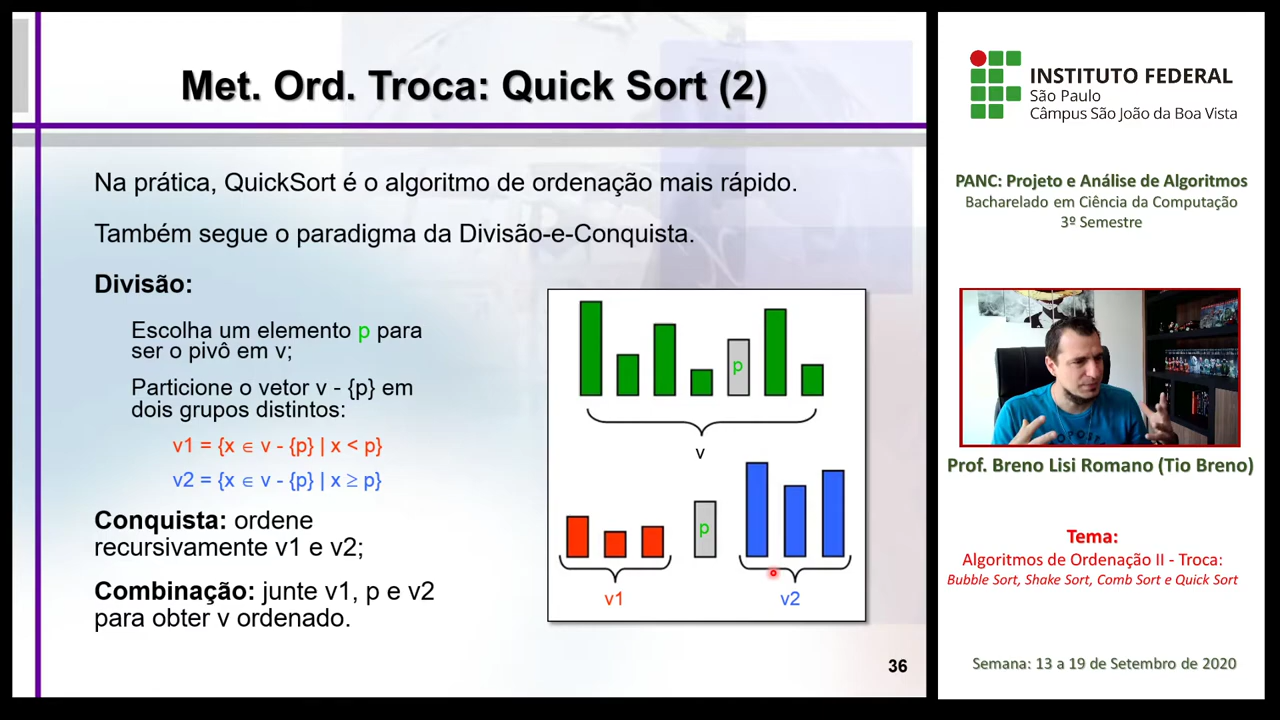 Met. Ord. Troca: Quick Sort (2)
Na prática, QuickSort é o algoritmo de ordenação mais rápido.
Também segue o paradigma da Divisão-e-Conquista.
Divisão:
Escolha um elemento p para
ser o pivô em v;
Particione o vetor v - {p} em
dois grupos distintos:
v1 = {x ∈ v - {p} | x < p}
v2 = {x ∈ v - {p} | x ≥ p}
Conquista: ordene
recursivamente v1 e v2;
Combinação: junte v1, p e v2
para obter v ordenado.
p
v
p
v1
v2
36
INSTITUTO FEDERAL
São Paulo
Câmpus São João da Boa Vista
PANC: Projeto e Análise de Algoritmos
Bacharelado em Ciência da Computação
3º Semestre
Prof. Breno Lisi Romano (Tio Breno)
Tema:
Algoritmos de Ordenação II - Troca:
Bubble Sort, Shake Sort, Comb Sort e Quick Sort
Semana: 13 a 19 de Setembro de 2020